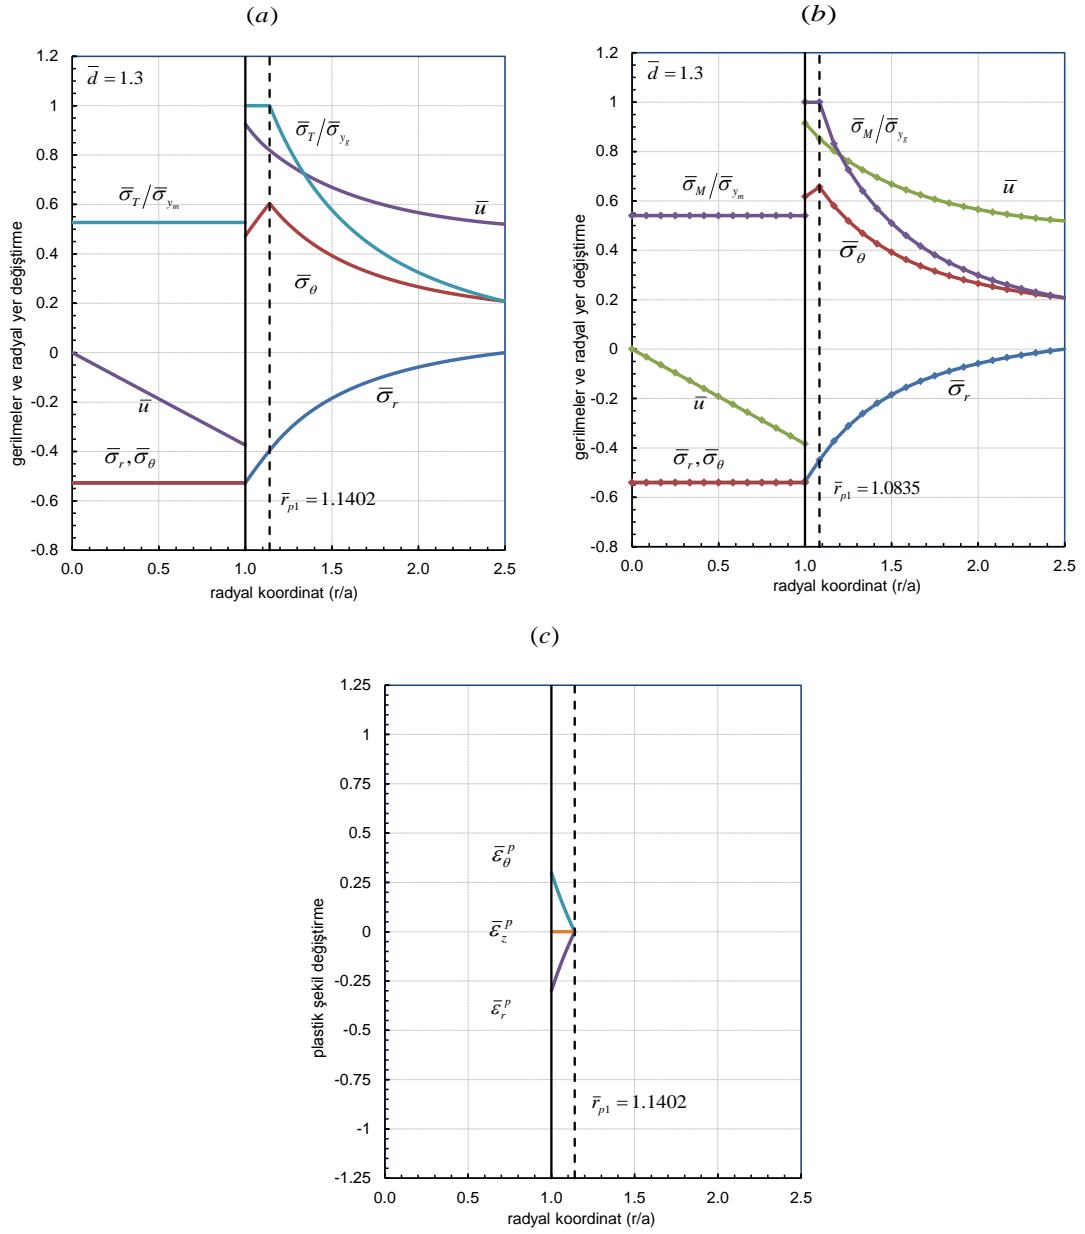 (a)
1.2
1
0.8
0.6
0.4
0.2
0
-0.2
-0.4
-0.6
-0.8
gerilmeler ve radyal yer değiştirme
d̅ = 1.3
σ̅_T/σ̅_{y_g}
σ̅_T/σ̅_{y_m}
u̅
σ̅_θ
u̅
σ̅_r
σ̅_r, σ̅_θ
r̅_{p1} = 1.1402
0.0 0.5 1.0 1.5 2.0 2.5
radyal koordinat (r/a)
(b)
1.2
1
0.8
0.6
0.4
0.2
0
-0.2
-0.4
-0.6
-0.8
gerilmeler ve radyal yer değiştirme
d̅ = 1.3
σ̅_M/σ̅_{y_g}
σ̅_M/σ̅_{y_m}
u̅
σ̅_θ
σ̅_r
u̅
σ̅_r, σ̅_θ
r̅_{p1} = 1.0835
0.0 0.5 1.0 1.5 2.0 2.5
radyal koordinat (r/a)
(c)
1.25
1
0.75
0.5
0.25
0
-0.25
-0.5
-0.75
-1
-1.25
plastik şekil değiştirme
ε̅_θ^p
ε̅_z^p
ε̅_r^p
r̅_{p1} = 1.1402
0.0 0.5 1.0 1.5 2.0 2.5
radyal koordinat (r/a)